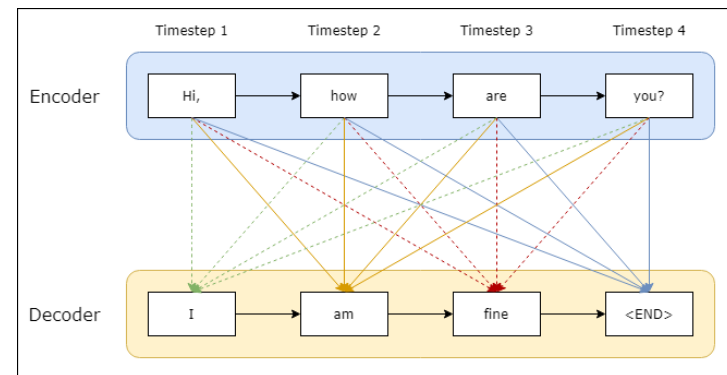 Timestep 1 Timestep 2 Timestep 3 Timestep 4
Encoder Hi, how are you?
Decoder I am fine <END>